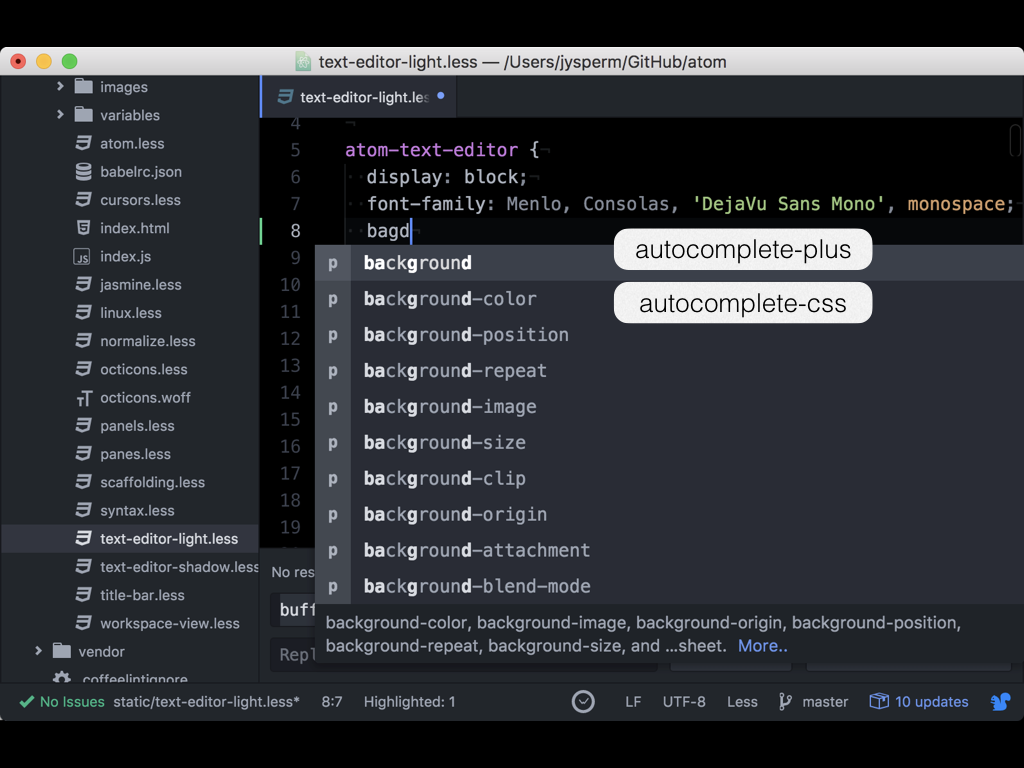 text-editor-light.less — /Users/jysperm/GitHub/atom
images
variables
atom.less
babelrc.json
cursors.less
index.html
index.js
jasmine.less
linux.less
normalize.less
octicons.less
octicons.woff
panels.less
panes.less
scaffolding.less
syntax.less
text-editor-light.less
text-editor-shadow.less
title-bar.less
workspace-view.less
vendor
.coffeelintignore
text-editor-light.les
4 ¬
5 atom-text-editor {¬
6 ··display: block;¬
7 ··font-family: Menlo, Consolas, 'DejaVu Sans Mono', monospace;
8 ··bagd¬
9
10
11
12
13
14
15
16
17
18
19
p background
p background-color
p background-position
p background-repeat
p background-image
p background-size
p background-clip
p background-origin
p background-attachment
p background-blend-mode
background-color, background-image, background-origin, background-position,
background-repeat, background-size, and ...sheet. More..
autocomplete-plus
autocomplete-css
No res
buff
Repl
No Issues static/text-editor-light.less* 8:7 Highlighted: 1 LF UTF-8 Less master 10 updates